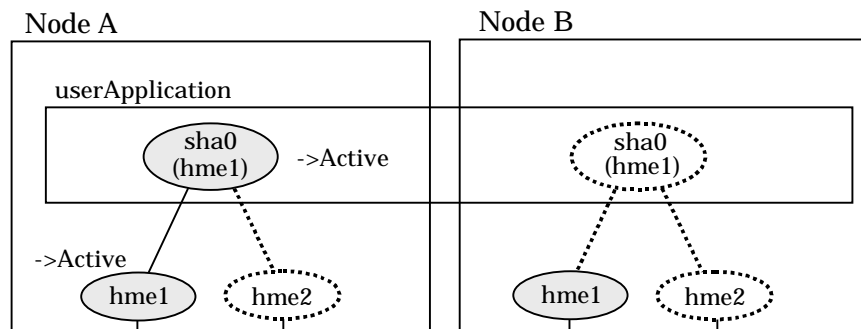 Node A
Node B
userApplication
sha0
(hme1)
->Active
sha0
(hme1)
->Active
hme1
hme2
hme1
hme2